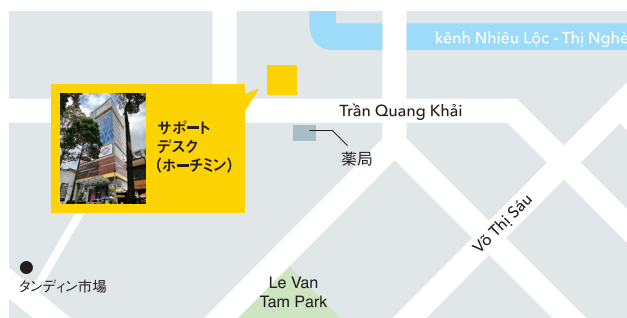 kênh Nhiêu Lộc - Thị Nghè
Trần Quang Khải
サポート
デスク
（ホーチミン）
薬局
Võ Thị Sáu
タンディン市場
Le Van
Tam Park